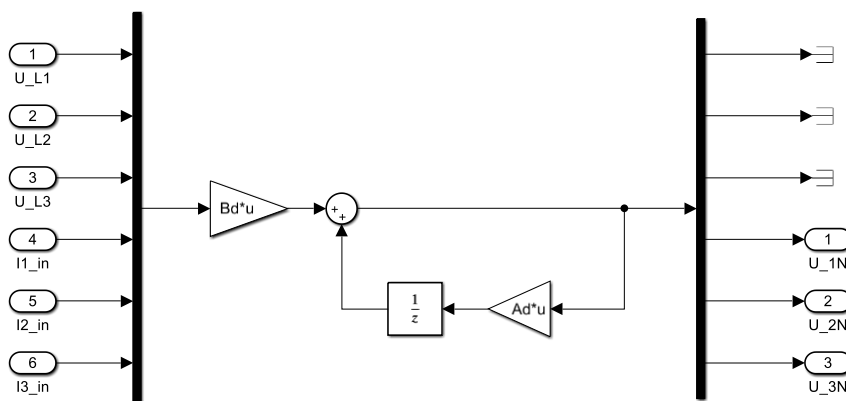 1
U_L1
2
U_L2
3
U_L3
4
I1_in
5
I2_in
6
I3_in
Bd*u
+
+
1
z
Ad*u
1
U_1N
2
U_2N
3
U_3N